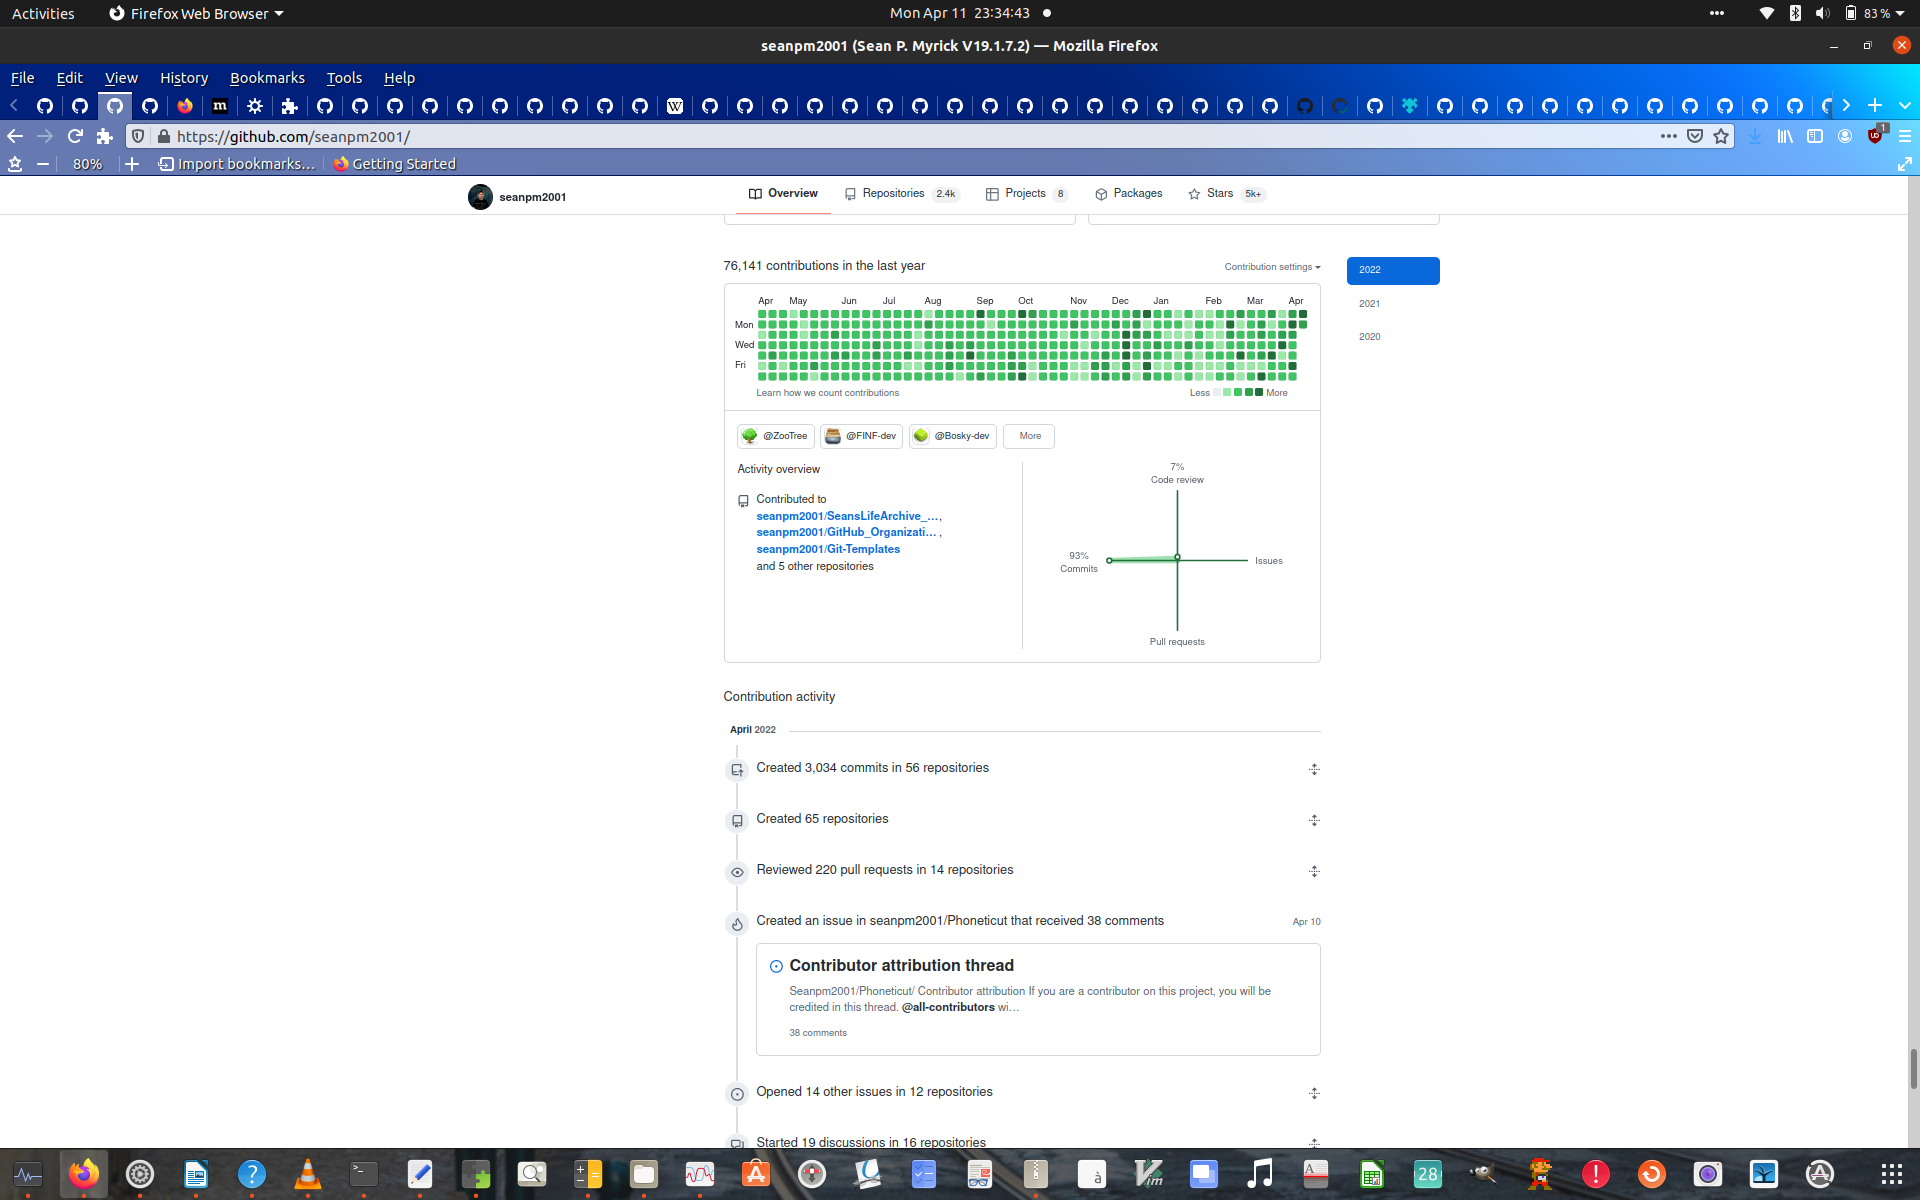 Activities
Firefox Web Browser
Mon Apr 11 23:34:43
83 %
seanpm2001 (Sean P. Myrick V19.1.7.2) — Mozilla Firefox
File Edit View History Bookmarks Tools Help
https://github.com/seanpm2001/
1
80%
Import bookmarks...
Getting Started
seanpm2001
Overview
Repositories 2.4k
Projects 8
Packages
Stars 5k+
76,141 contributions in the last year
Contribution settings
2022
2021
2020
Apr May Jun Jul Aug Sep Oct Nov Dec Jan Feb Mar Apr
Mon
Wed
Fri
Learn how we count contributions
Less More
@ZooTree
@FINF-dev
@Bosky-dev
More
Activity overview
Contributed to
seanpm2001/SeansLifeArchive_...,
seanpm2001/GitHub_Organizati... ,
seanpm2001/Git-Templates
and 5 other repositories
7%
Code review
93%
Commits
Issues
Pull requests
Contribution activity
April 2022
Created 3,034 commits in 56 repositories
Created 65 repositories
Reviewed 220 pull requests in 14 repositories
Created an issue in seanpm2001/Phoneticut that received 38 comments
Apr 10
Contributor attribution thread
Seanpm2001/Phoneticut/ Contributor attribution If you are a contributor on this project, you will be
credited in this thread. @all-contributors wi...
38 comments
Opened 14 other issues in 12 repositories
Started 19 discussions in 16 repositories
28